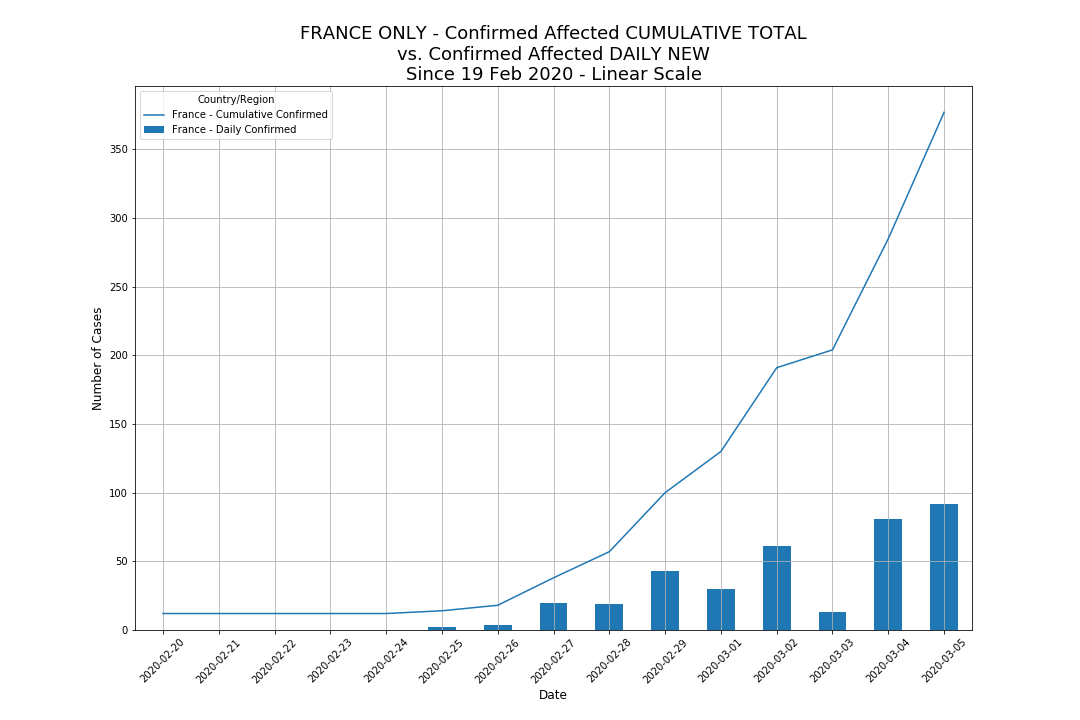 FRANCE ONLY - Confirmed Affected CUMULATIVE TOTAL
vs. Confirmed Affected DAILY NEW
Since 19 Feb 2020 - Linear Scale
Country/Region
France - Cumulative Confirmed
France - Daily Confirmed
Number of Cases
350
300
250
200
150
100
50
0
2020-02-20
2020-02-21
2020-02-22
2020-02-23
2020-02-24
2020-02-25
2020-02-26
2020-02-27
2020-02-28
2020-02-29
2020-03-01
2020-03-02
2020-03-03
2020-03-04
2020-03-05
Date